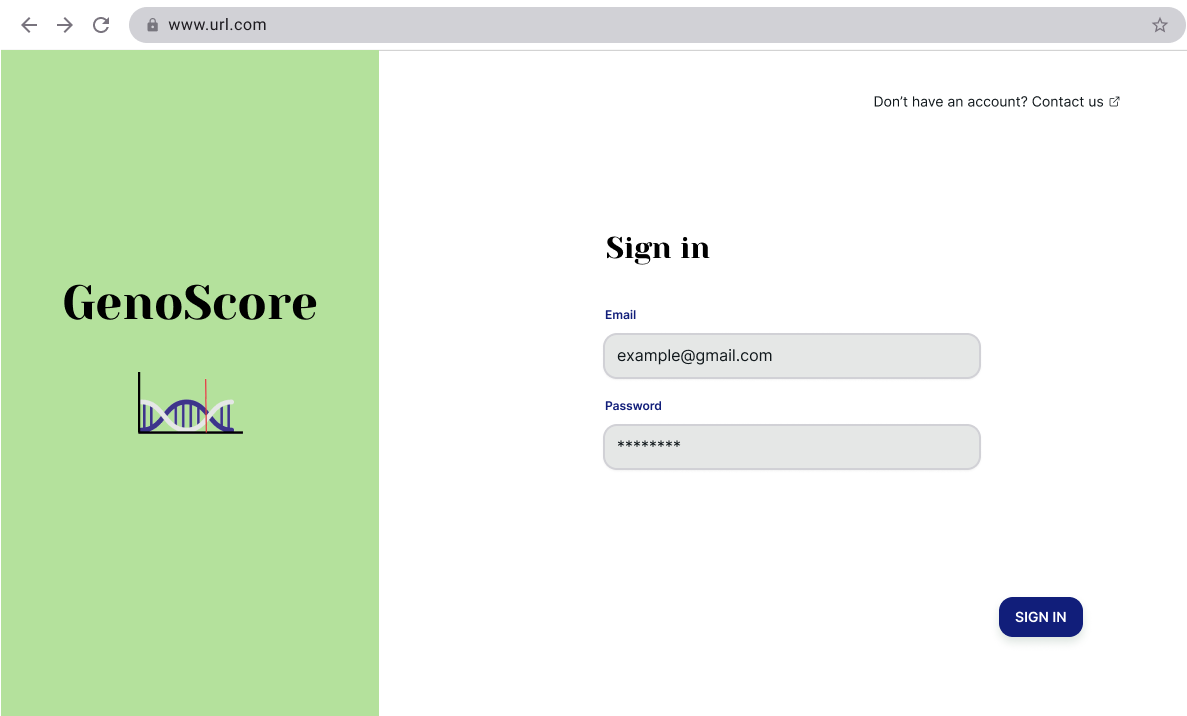 www.url.com
Don’t have an account? Contact us
GenoScore
Sign in
Email
example@gmail.com
Password
********
SIGN IN